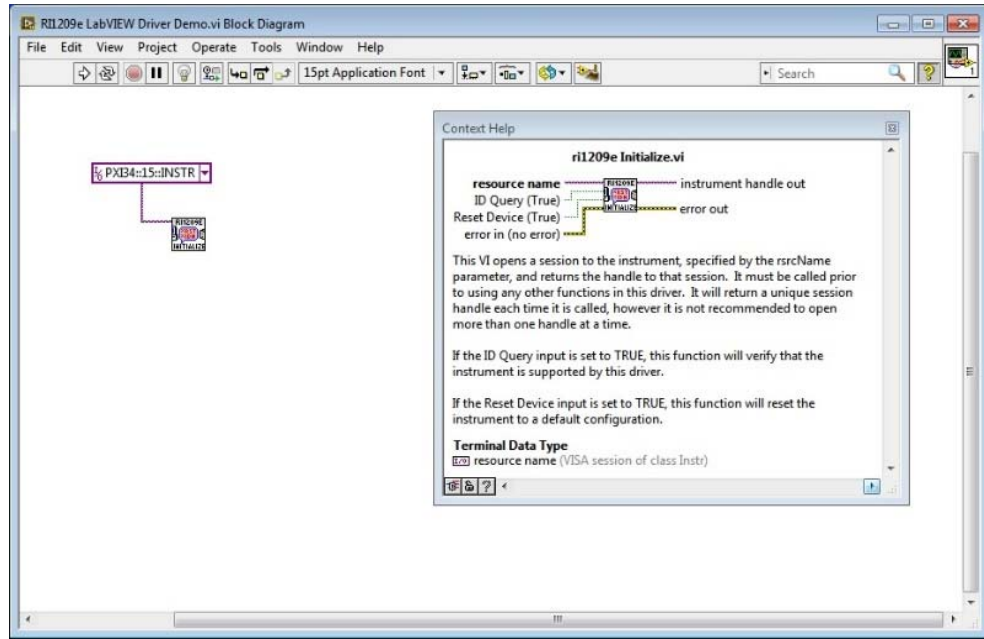 RI1209e LabVIEW Driver Demo.vi Block Diagram
File Edit View Project Operate Tools Window Help
15pt Application Font
Search
1
PXI34::15::INSTR
RI1209E
INITIALIZE
Context Help
ri1209e Initialize.vi
resource name
instrument handle out
ID Query (True)
Reset Device (True)
error out
error in (no error)
RI1209E
INITIALIZE
This VI opens a session to the instrument, specified by the rsrcName
parameter, and returns the handle to that session. It must be called prior
to using any other functions in this driver. It will return a unique session
handle each time it is called, however it is not recommended to open
more than one handle at a time.
If the ID Query input is set to TRUE, this function will verify that the
instrument is supported by this driver.
If the Reset Device input is set to TRUE, this function will reset the
instrument to a default configuration.
Terminal Data Type
I/O resource name (VISA session of class Instr)
?